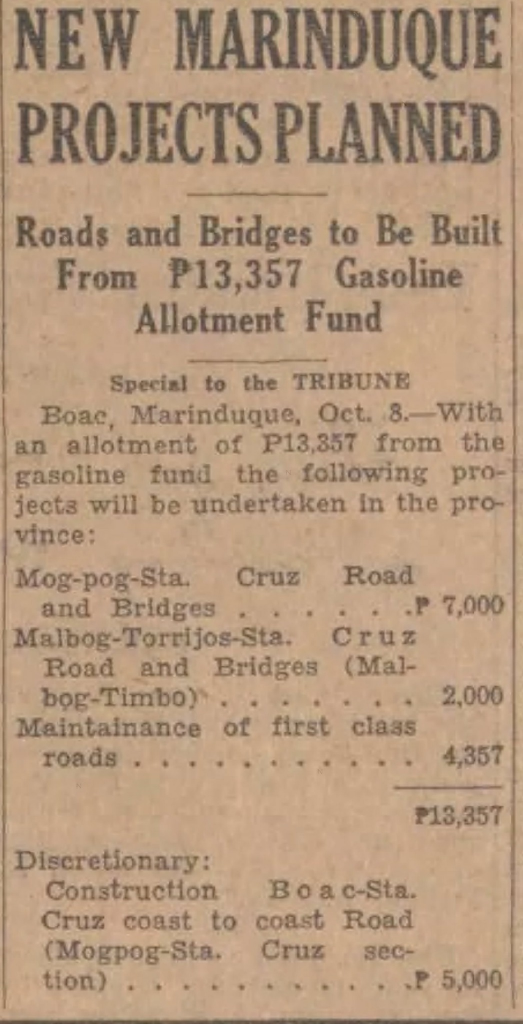 NEW MARINDUQUE
PROJECTS PLANNED
Roads and Bridges to Be Built
From ₱13,357 Gasoline
Allotment Fund
Special to the TRIBUNE
Boac, Marinduque, Oct. 8.—With
an allotment of P13,357 from the
gasoline fund the following pro-
jects will be undertaken in the pro-
vince:
Mog-pog-Sta. Cruz Road
and Bridges . . . . . .₱ 7,000
Malbog-Torrijos-Sta. Cruz
Road and Bridges (Mal-
bog-Timbo) . . . . . . . 2,000
Maintainance of first class
roads . . . . . . . . . . . 4,357
₱13,357
Discretionary:
Construction Boac-Sta.
Cruz coast to coast Road
(Mogpog-Sta. Cruz sec-
tion) . . . . . . . . . . .₱ 5,000